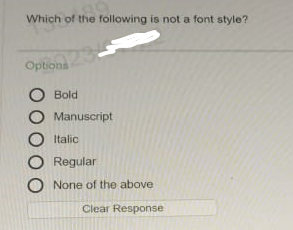 Which of the following is not a font style?
Options
Bold
Manuscript
Italic
Regular
None of the above
Clear Response